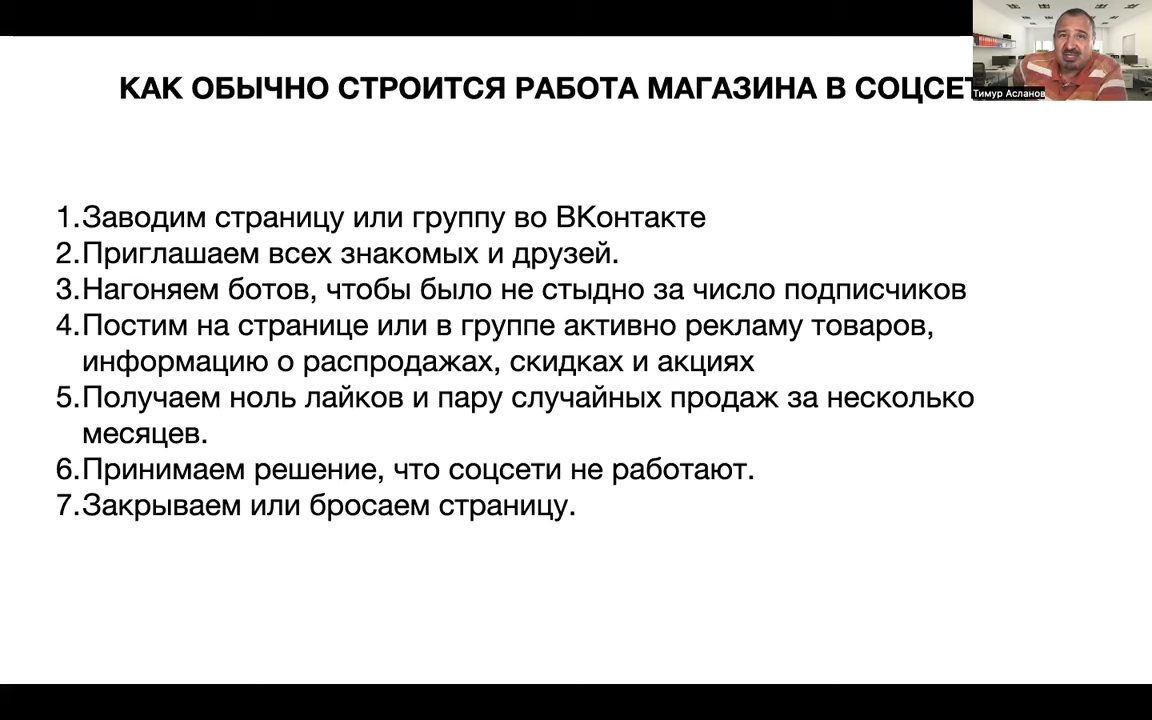 КАК ОБЫЧНО СТРОИТСЯ РАБОТА МАГАЗИНА В СОЦСЕТ
Тимур Асланов
1.Заводим страницу или группу во ВКонтакте
2.Приглашаем всех знакомых и друзей.
3.Нагоняем ботов, чтобы было не стыдно за число подписчиков
4.Постим на странице или в группе активно рекламу товаров,
информацию о распродажах, скидках и акциях
5.Получаем ноль лайков и пару случайных продаж за несколько
месяцев.
6.Принимаем решение, что соцсети не работают.
7.Закрываем или бросаем страницу.